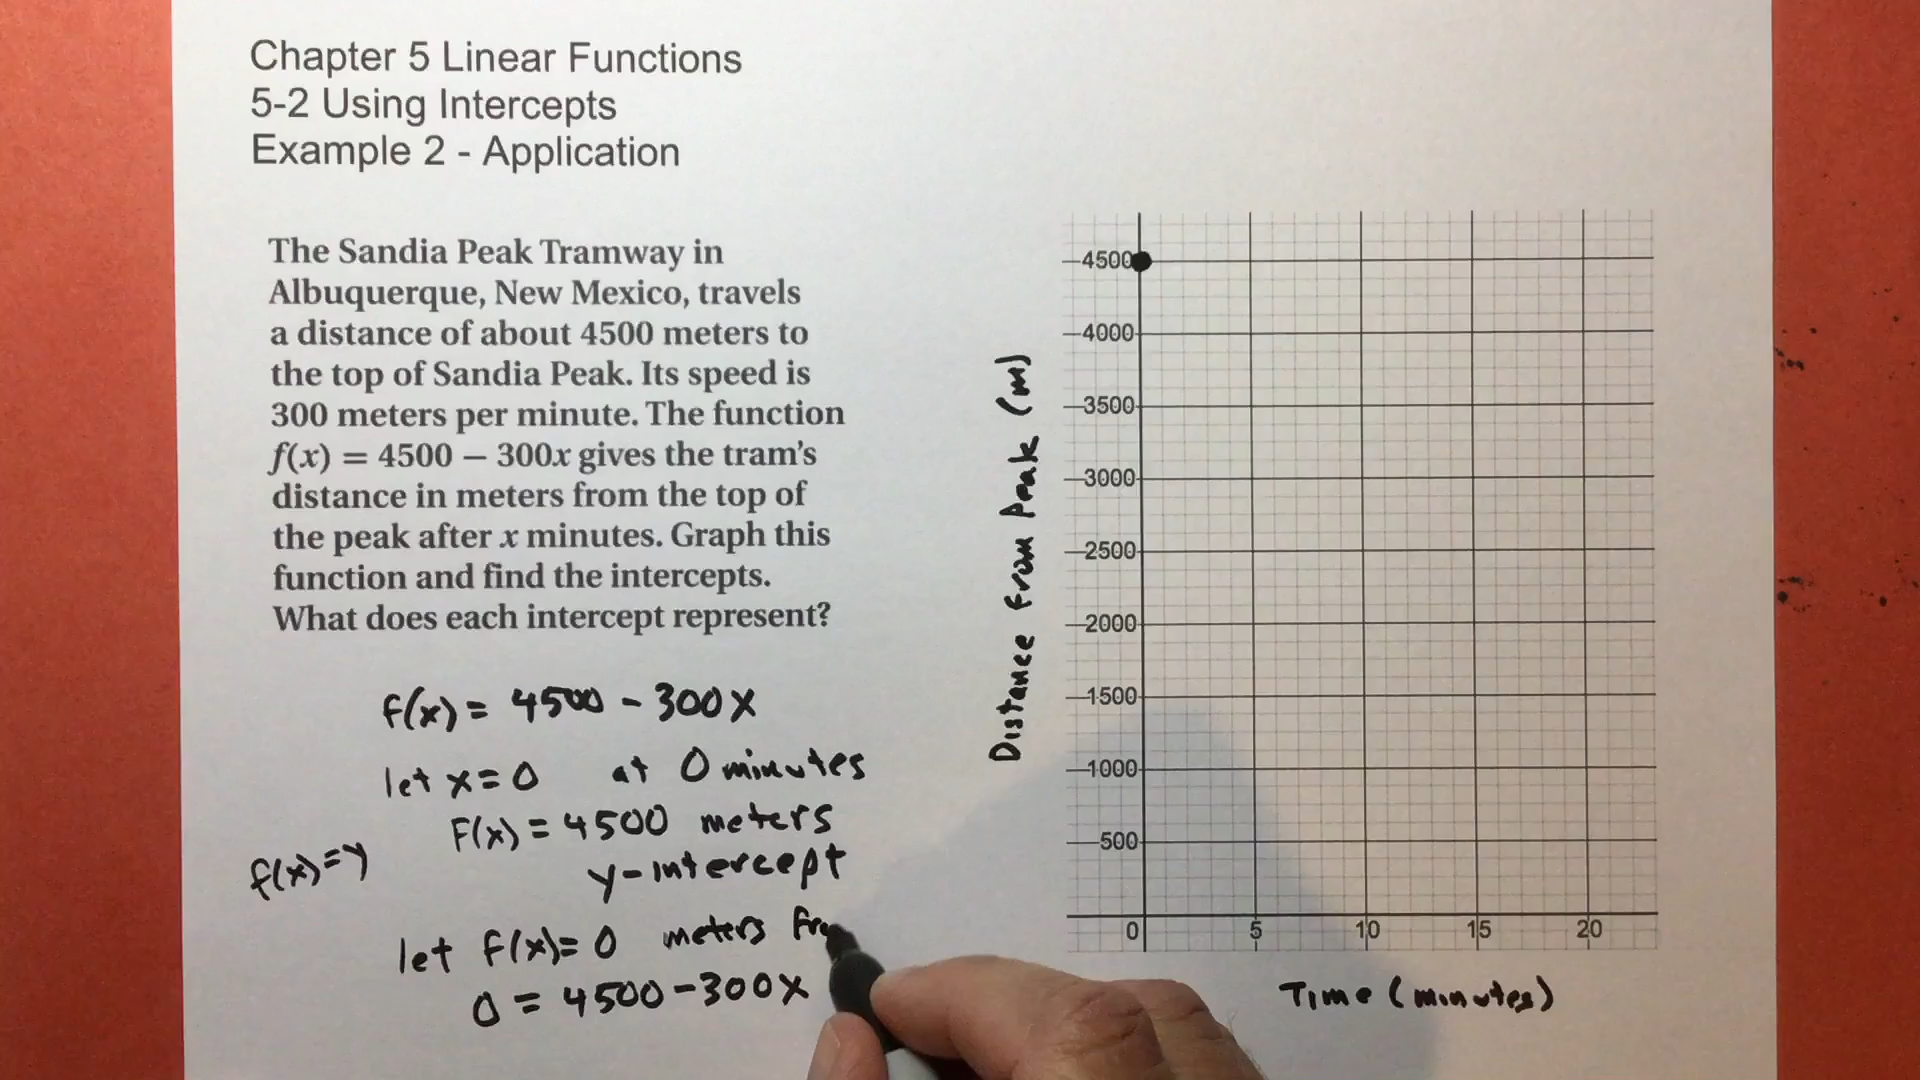 Chapter 5 Linear Functions
5-2 Using Intercepts
Example 2 - Application
The Sandia Peak Tramway in
Albuquerque, New Mexico, travels
a distance of about 4500 meters to
the top of Sandia Peak. Its speed is
300 meters per minute. The function
f(x) = 4500 – 300x gives the tram's
distance in meters from the top of
the peak after x minutes. Graph this
function and find the intercepts.
What does each intercept represent?
f(x) = 4500 - 300x
let x = 0 at 0 minutes
f(x) = 4500 meters
f(x) = y
y-intercept
let f(x) = 0 meters
0 = 4500 - 300x
Distance from Peak (m)
4500
4000
3500
3000
2500
2000
1500
1000
500
0 5 10 15 20
Time (minutes)